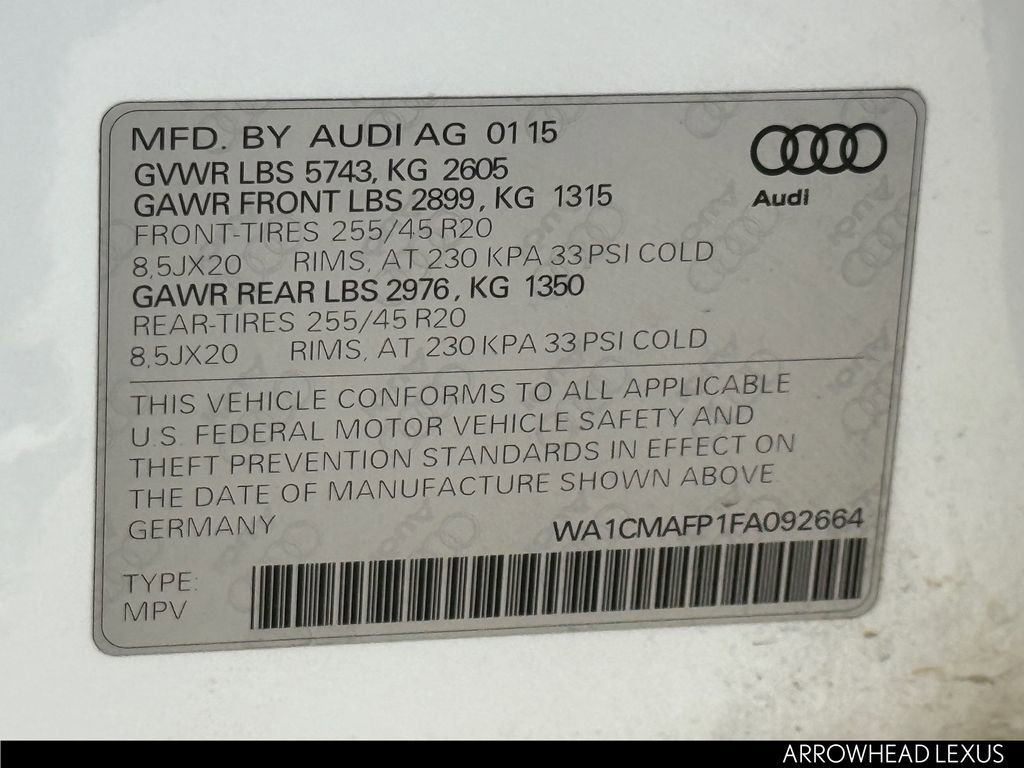 MFD. BY AUDI AG 01 15
GVWR LBS 5743, KG 2605
GAWR FRONT LBS 2899, KG 1315
FRONT-TIRES 255/45 R20
8,5JX20 RIMS, AT 230 KPA 33 PSI COLD
GAWR REAR LBS 2976, KG 1350
REAR-TIRES 255/45 R20
8,5JX20 RIMS, AT 230 KPA 33 PSI COLD
Audi
THIS VEHICLE CONFORMS TO ALL APPLICABLE
U.S. FEDERAL MOTOR VEHICLE SAFETY AND
THEFT PREVENTION STANDARDS IN EFFECT ON
THE DATE OF MANUFACTURE SHOWN ABOVE
GERMANY WA1CMAFP1FA092664
TYPE:
MPV
ARROWHEAD LEXUS